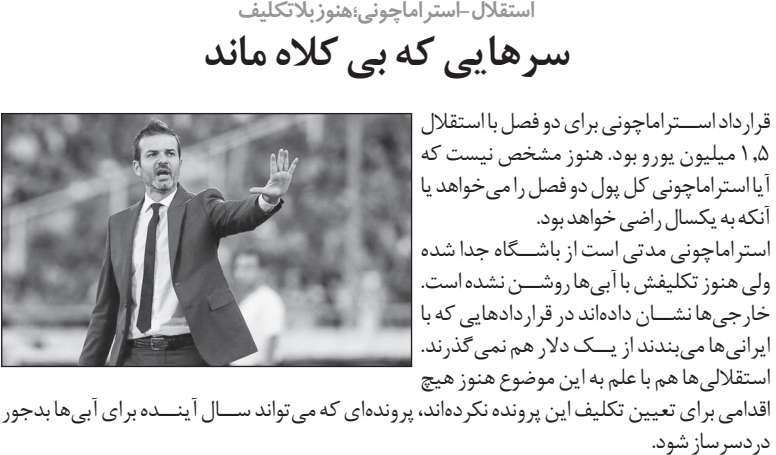 استقلال-استراماچونی؛هنوز بلاتکلیف
سرهایی که بی کلاه ماند
قرارداد استراماچونی برای دو فصل با استقلال
۱٫۵ میلیون یورو بود. هنوز مشخص نیست که
آیا استراماچونی کل پول دو فصل را می‌خواهد یا
آنکه به یکسال راضی خواهد بود.
استراماچونی مدتی است از باشگاه جدا شده
ولی هنوز تکلیفش با آبی‌ها روشن نشده است.
خارجی‌ها نشان داده‌اند در قراردادهایی که با
ایرانی‌ها می‌بندند از یک دلار هم نمی‌گذرند.
استقلالی‌ها هم با علم به این موضوع هنوز هیچ
اقدامی برای تعیین تکلیف این پرونده نکرده‌اند، پرونده‌ای که می‌تواند سال آینده برای آبی‌ها بدجور
دردسرساز شود.